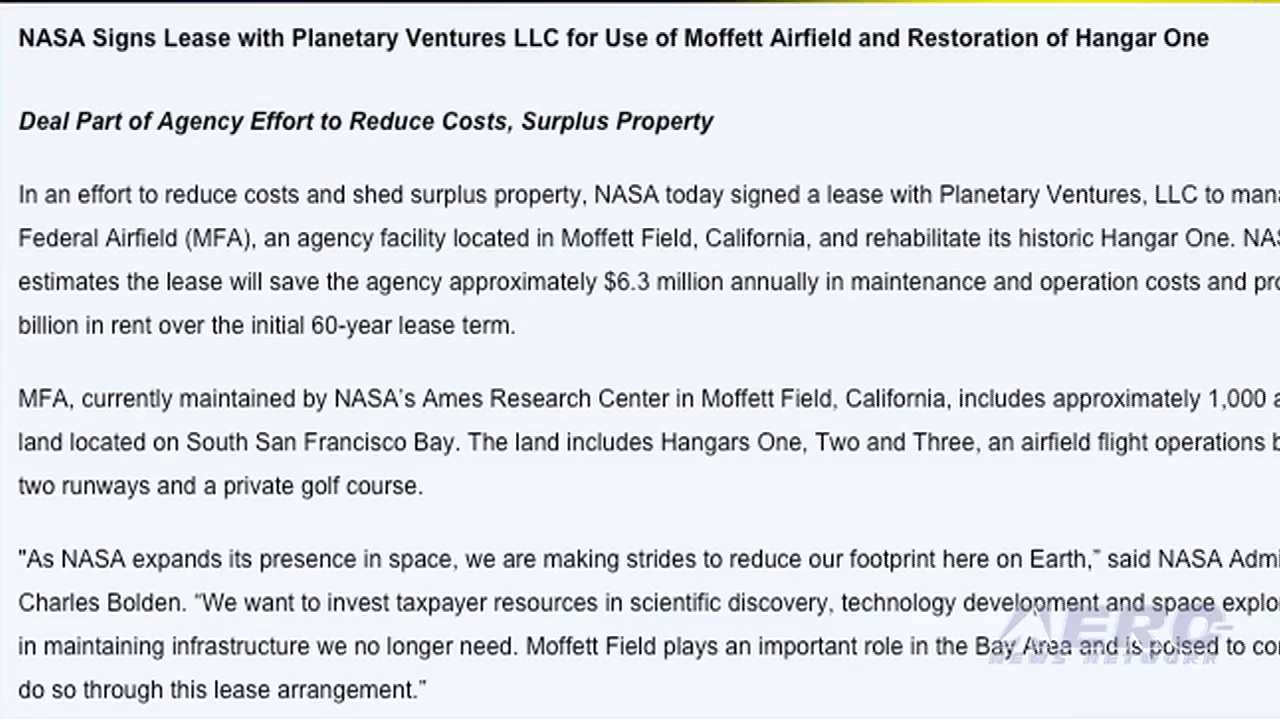 NASA Signs Lease with Planetary Ventures LLC for Use of Moffett Airfield and Restoration of Hangar One
Deal Part of Agency Effort to Reduce Costs, Surplus Property
In an effort to reduce costs and shed surplus property, NASA today signed a lease with Planetary Ventures, LLC to mana
Federal Airfield (MFA), an agency facility located in Moffett Field, California, and rehabilitate its historic Hangar One. NAS
estimates the lease will save the agency approximately $6.3 million annually in maintenance and operation costs and pro
billion in rent over the initial 60-year lease term.
MFA, currently maintained by NASA's Ames Research Center in Moffett Field, California, includes approximately 1,000 a
land located on South San Francisco Bay. The land includes Hangars One, Two and Three, an airfield flight operations b
two runways and a private golf course.
"As NASA expands its presence in space, we are making strides to reduce our footprint here on Earth,” said NASA Admi
Charles Bolden. “We want to invest taxpayer resources in scientific discovery, technology development and space explo
in maintaining infrastructure we no longer need. Moffett Field plays an important role in the Bay Area and is poised to co
do so through this lease arrangement.”
AERO-
NEWS NETWORK